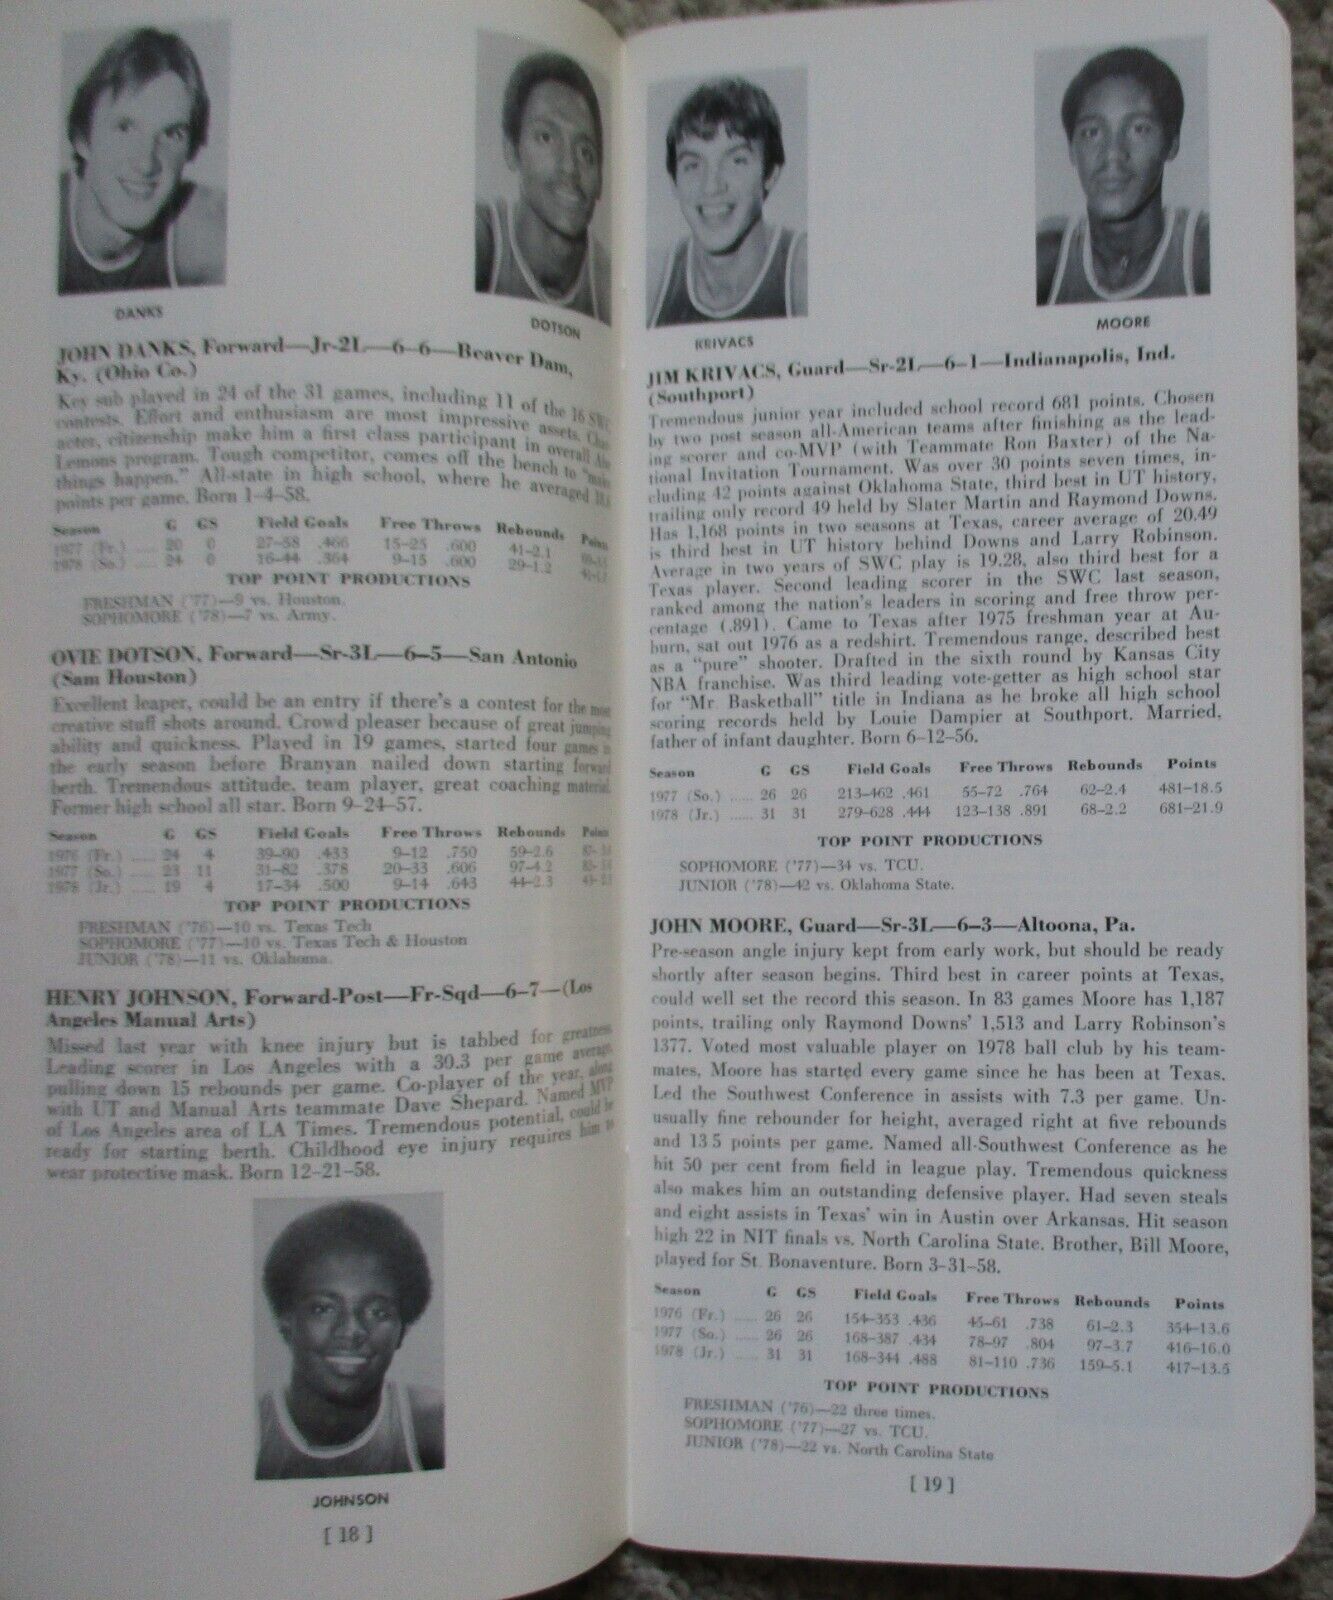 DANKS
DOTSON
JOHN DANKS, Forward—Jr-2L—6-6—Beaver Dam,
Ky. (Ohio Co.)
Key sub played in 24 of the 31 games, including 11 of the 16 SWC
contests. Effort and enthusiasm are most impressive assets. Char-
acter, citizenship make him a first class participant in overall Abe
Lemons program. Tough competitor, comes off the bench to "make
things happen." All-state in high school, where he averaged
points per game. Born 1-4-58.
Season G GS Field Goals Free Throws Rebounds Points
1977 (Fr.) ..... 20 0 27-58 .466 15-25 .600 41-2.1
1978 (So.) ..... 24 0 16-44 .364 9-15 .600 29-1.2
TOP POINT PRODUCTIONS
FRESHMAN ('77)—9 vs. Houston.
SOPHOMORE ('78)—7 vs. Army.
OVIE DOTSON, Forward—Sr-3L—6-5—San Antonio
(Sam Houston)
Excellent leaper, could be an entry if there's a contest for the most
creative stuff shots around. Crowd pleaser because of great jumping
ability and quickness. Played in 19 games, started four games in
the early season before Branyan nailed down starting forward
berth. Tremendous attitude, team player, great coaching material.
Former high school all star. Born 9-24-57.
Season G GS Field Goals Free Throws Rebounds Points
1976 (Fr.) ..... 24 4 39-90 .433 9-12 .750 59-2.6
1977 (So.) ..... 23 11 31-82 .378 20-33 .606 97-4.2
1978 (Jr.) ..... 19 4 17-34 .500 9-14 .643 44-2.3
TOP POINT PRODUCTIONS
FRESHMAN ('76)—10 vs. Texas Tech
SOPHOMORE ('77)—10 vs. Texas Tech & Houston
JUNIOR ('78)—11 vs. Oklahoma.
HENRY JOHNSON, Forward-Post—Fr-Sqd—6-7—(Los
Angeles Manual Arts)
Missed last year with knee injury but is tabbed for greatness.
Leading scorer in Los Angeles with a 30.3 per game average,
pulling down 15 rebounds per game. Co-player of the year, along
with UT and Manual Arts teammate Dave Shepard. Named MVP
of Los Angeles area of LA Times. Tremendous potential, could be
ready for starting berth. Childhood eye injury requires him to
wear protective mask. Born 12-21-58.
JOHNSON
[ 18 ]
KRIVACS
MOORE
JIM KRIVACS, Guard—Sr-2L—6-1—Indianapolis, Ind.
(Southport)
Tremendous junior year included school record 681 points. Chosen
by two post season all-American teams after finishing as the lead-
ing scorer and co-MVP (with Teammate Ron Baxter) of the Na-
tional Invitation Tournament. Was over 30 points seven times, in-
cluding 42 points against Oklahoma State, third best in UT history,
trailing only record 49 held by Slater Martin and Raymond Downs.
Has 1,168 points in two seasons at Texas, career average of 20.49
is third best in UT history behind Downs and Larry Robinson.
Average in two years of SWC play is 19.28, also third best for a
Texas player. Second leading scorer in the SWC last season,
ranked among the nation's leaders in scoring and free throw per-
centage (.891). Came to Texas after 1975 freshman year at Au-
burn, sat out 1976 as a redshirt. Tremendous range, described best
as a "pure" shooter. Drafted in the sixth round by Kansas City
NBA franchise. Was third leading vote-getter as high school star
for "Mr. Basketball" title in Indiana as he broke all high school
scoring records held by Louie Dampier at Southport. Married,
father of infant daughter. Born 6-12-56.
Season G GS Field Goals Free Throws Rebounds Points
1977 (So.) ..... 26 26 213-462 .461 55-72 .764 62-2.4 481-18.5
1978 (Jr.) ..... 31 31 279-628 .444 123-138 .891 68-2.2 681-21.9
TOP POINT PRODUCTIONS
SOPHOMORE ('77)—34 vs. TCU.
JUNIOR ('78)—42 vs. Oklahoma State.
JOHN MOORE, Guard—Sr-3L—6-3—Altoona, Pa.
Pre-season angle injury kept from early work, but should be ready
shortly after season begins. Third best in career points at Texas,
could well set the record this season. In 83 games Moore has 1,187
points, trailing only Raymond Downs' 1,513 and Larry Robinson's
1377. Voted most valuable player on 1978 ball club by his team-
mates, Moore has started every game since he has been at Texas.
Led the Southwest Conference in assists with 7.3 per game. Un-
usually fine rebounder for height, averaged right at five rebounds
and 13.5 points per game. Named all-Southwest Conference as he
hit 50 per cent from field in league play. Tremendous quickness
also makes him an outstanding defensive player. Had seven steals
and eight assists in Texas' win in Austin over Arkansas. Hit season
high 22 in NIT finals vs. North Carolina State. Brother, Bill Moore,
played for St. Bonaventure. Born 3-31-58.
Season G GS Field Goals Free Throws Rebounds Points
1976 (Fr.) ..... 26 26 154-353 .436 45-61 .738 61-2.3 354-13.6
1977 (So.) ..... 26 26 168-387 .434 78-97 .804 97-3.7 416-16.0
1978 (Jr.) ..... 31 31 168-344 .488 81-110 .736 159-5.1 417-13.5
TOP POINT PRODUCTIONS
FRESHMAN ('76)—22 three times.
SOPHOMORE ('77)—27 vs. TCU.
JUNIOR ('78)—22 vs. North Carolina State
[ 19 ]